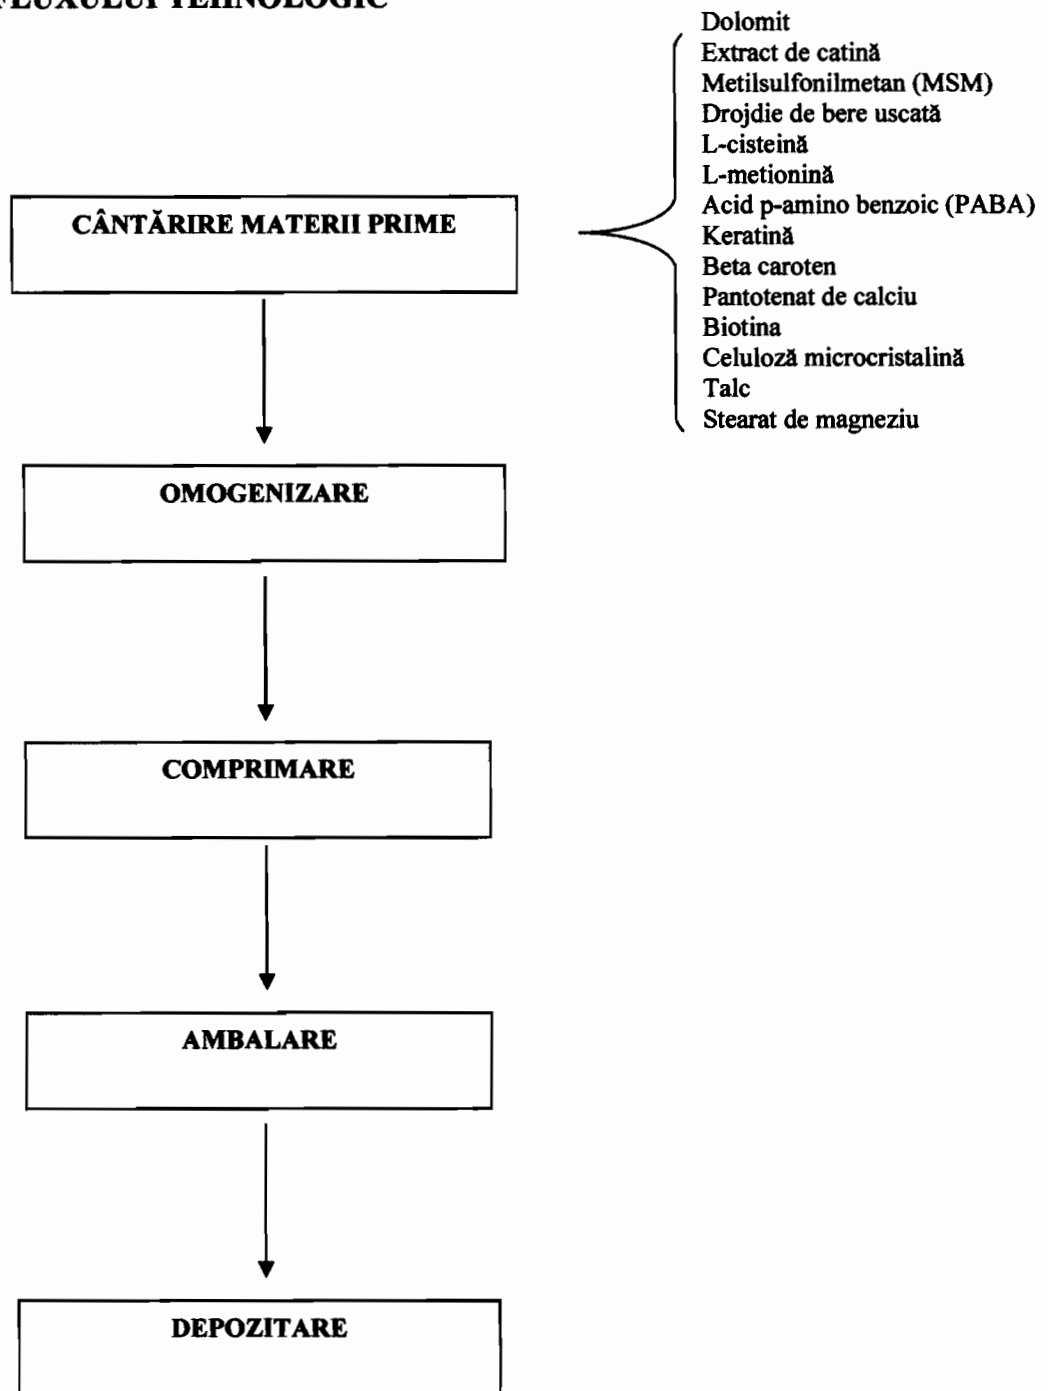 FLUXULUI TEHNOLOGIC
Dolomit
Extract de catină
Metilsulfonilmetan (MSM)
Drojdie de bere uscată
L-cisteină
L-metionină
Acid p-amino benzoic (PABA)
Keratină
Beta caroten
Pantotenat de calciu
Biotina
Celuloză microcristalină
Talc
Stearat de magneziu
CÂNTĂRIRE MATERII PRIME
OMOGENIZARE
COMPRIMARE
AMBALARE
DEPOZITARE